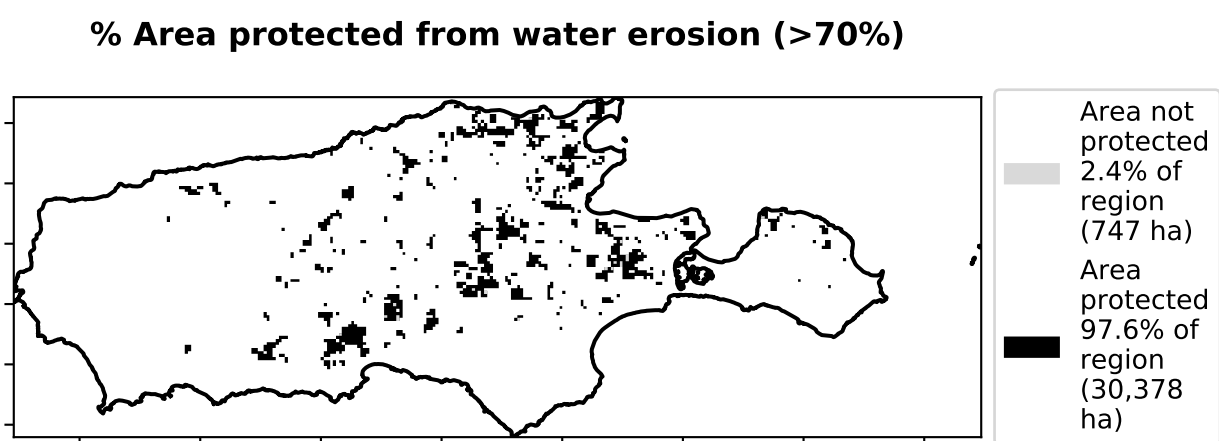 % Area protected from water erosion (>70%)
Area not
protected
2.4% of
region
(747 ha)
Area
protected
97.6% of
region
(30,378
ha)